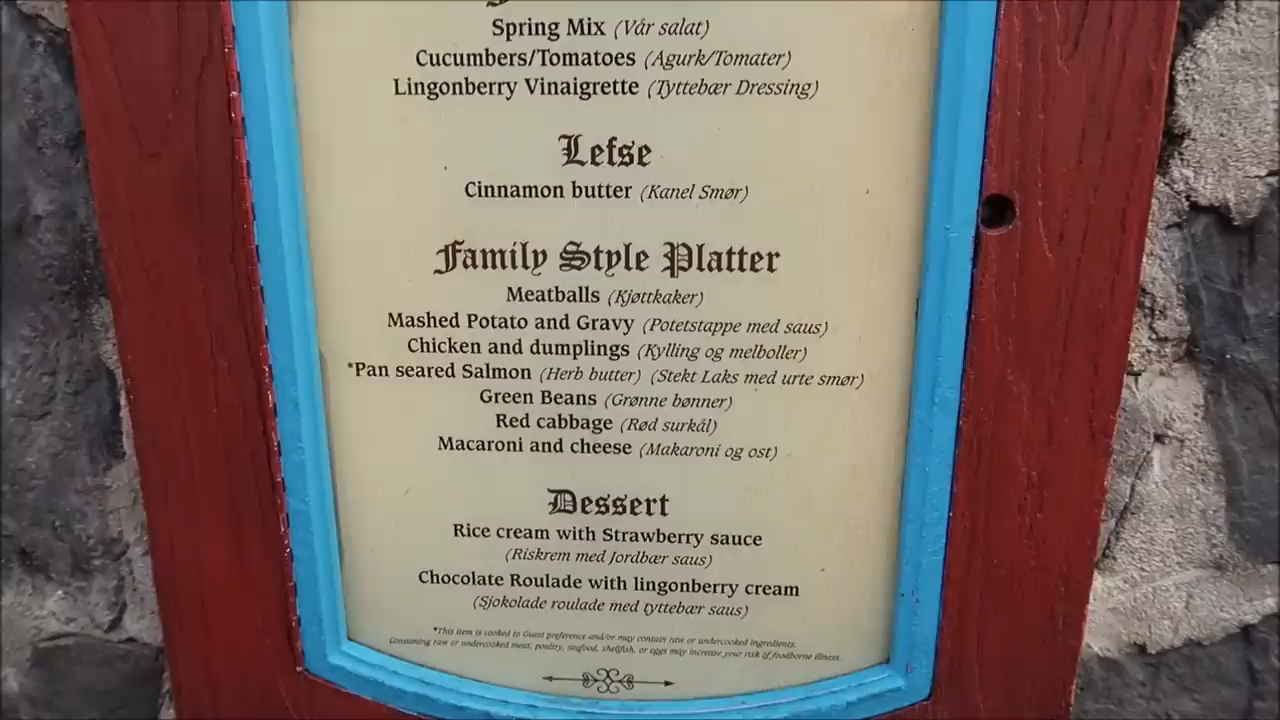 Spring Mix (Vår salat)
Cucumbers/Tomatoes (Agurk/Tomater)
Lingonberry Vinaigrette (Tyttebær Dressing)
Lefse
Cinnamon butter (Kanel Smør)
Family Style Platter
Meatballs (Kjøttkaker)
Mashed Potato and Gravy (Potetstappe med saus)
Chicken and dumplings (Kylling og melboller)
*Pan seared Salmon (Herb butter) (Stekt Laks med urte smør)
Green Beans (Grønne bønner)
Red cabbage (Rød surkål)
Macaroni and cheese (Makaroni og ost)
Dessert
Rice cream with Strawberry sauce
(Riskrem med Jordbær saus)
Chocolate Roulade with lingonberry cream
(Sjokolade roulade med tyttebær saus)
*This item is cooked to Guest preference and/or may contain raw or undercooked ingredients.
Consuming raw or undercooked meat, poultry, seafood, shellfish, or eggs may increase your risk of foodborne illness.